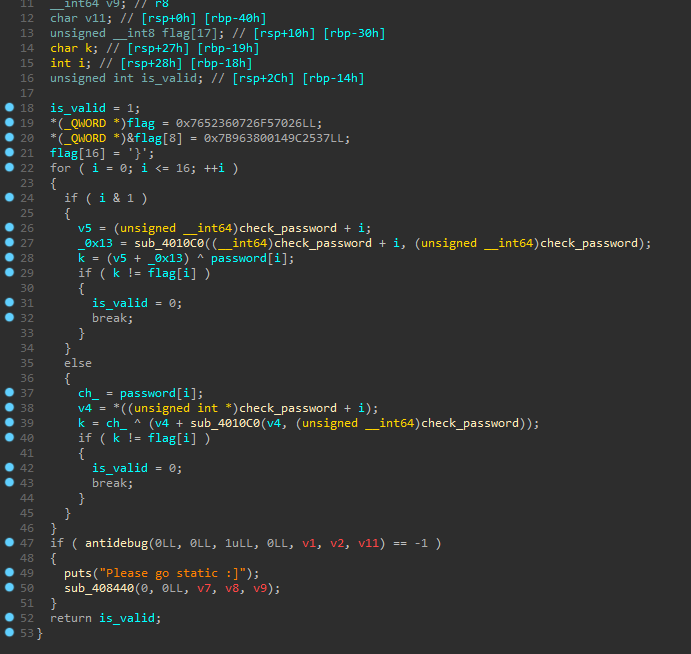 11 __int64 v9; // r8
12 char v11; // [rsp+0h] [rbp-40h]
13 unsigned __int8 flag[17]; // [rsp+10h] [rbp-30h]
14 char k; // [rsp+27h] [rbp-19h]
15 int i; // [rsp+28h] [rbp-18h]
16 unsigned int is_valid; // [rsp+2Ch] [rbp-14h]
17
18 is_valid = 1;
19 *(_QWORD *)flag = 0x7652360726F57026LL;
20 *(_QWORD *)&flag[8] = 0x7B963800149C2537LL;
21 flag[16] = '}';
22 for ( i = 0; i <= 16; ++i )
23 {
24 if ( i & 1 )
25 {
26 v5 = (unsigned __int64)check_password + i;
27 _0x13 = sub_4010C0((__int64)check_password + i, (unsigned __int64)check_password);
28 k = (v5 + _0x13) ^ password[i];
29 if ( k != flag[i] )
30 {
31 is_valid = 0;
32 break;
33 }
34 }
35 else
36 {
37 ch_ = password[i];
38 v4 = *((unsigned int *)check_password + i);
39 k = ch_ ^ (v4 + sub_4010C0(v4, (unsigned __int64)check_password));
40 if ( k != flag[i] )
41 {
42 is_valid = 0;
43 break;
44 }
45 }
46 }
47 if ( antidebug(0LL, 0LL, 1uLL, 0LL, v1, v2, v11) == -1 )
48 {
49 puts("Please go static :]");
50 sub_408440(0, 0LL, v7, v8, v9);
51 }
52 return is_valid;
53 }